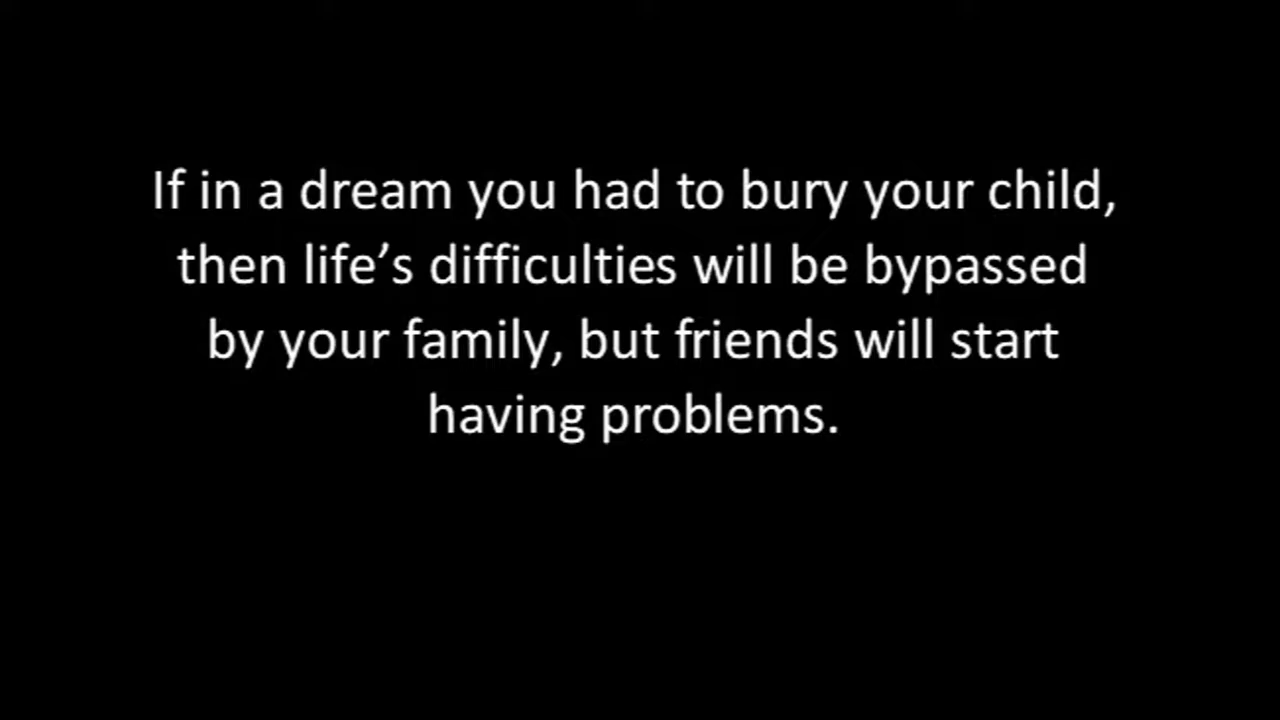 If in a dream you had to bury your child,
then life’s difficulties will be bypassed
by your family, but friends will start
having problems.